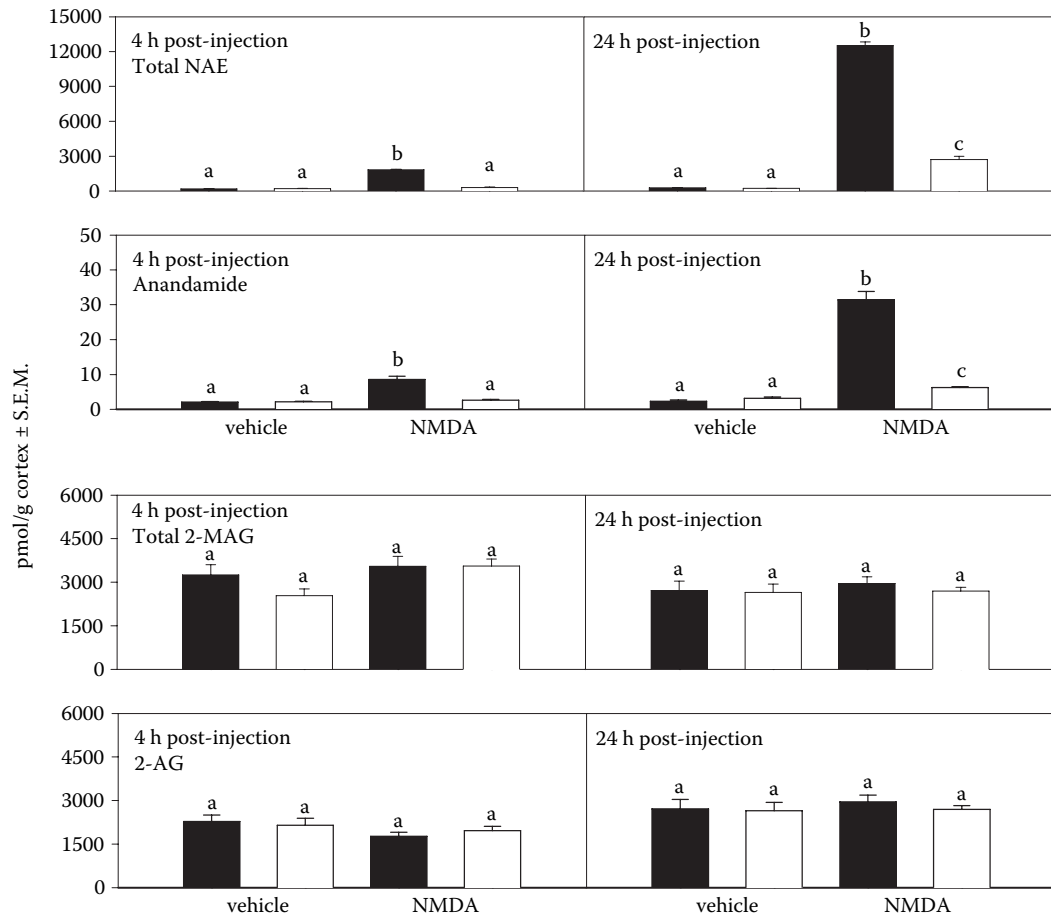 pmol/g cortex ± S.E.M.
15000
12000
9000
6000
3000
0
4 h post-injection
Total NAE
a
a
b
a
24 h post-injection
a
a
b
c
50
40
30
20
10
0
4 h post-injection
Anandamide
a
a
b
a
24 h post-injection
a
a
b
c
vehicle
NMDA
vehicle
NMDA
6000
4500
3000
1500
0
4 h post-injection
Total 2-MAG
a
a
a
a
24 h post-injection
a
a
a
a
6000
4500
3000
1500
0
4 h post-injection
2-AG
a
a
a
a
24 h post-injection
a
a
a
a
vehicle
NMDA
vehicle
NMDA